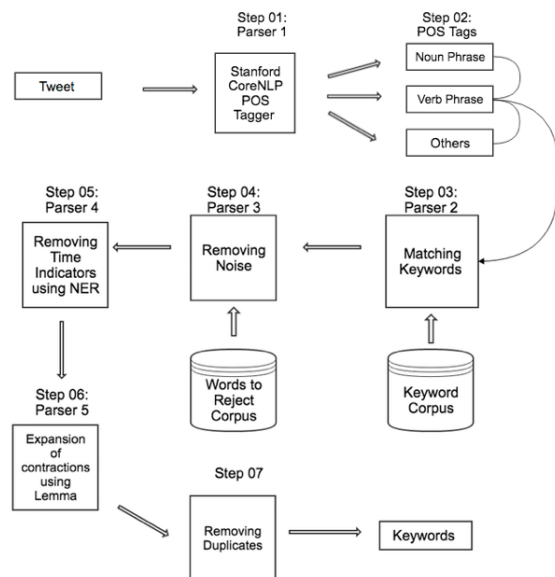 Step 01:
Parser 1
Step 02:
POS Tags
Tweet
Stanford
CoreNLP
POS
Tagger
Noun Phrase
Verb Phrase
Others
Step 05:
Parser 4
Step 04:
Parser 3
Step 03:
Parser 2
Removing
Time
Indicators
using NER
Removing
Noise
Matching
Keywords
Words to
Reject
Corpus
Keyword
Corpus
Step 06:
Parser 5
Expansion
of
contractions
using
Lemma
Step 07
Removing
Duplicates
Keywords